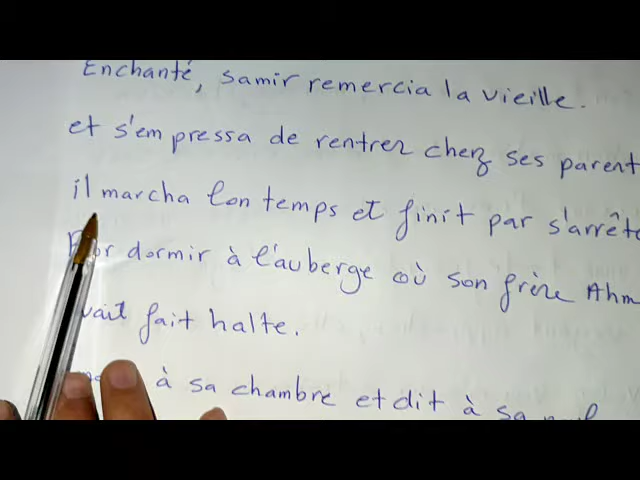 Enchanté, samir remercia la vieille.
et s'empressa de rentrer chez ses parent
il marcha lon temps et finit par s'arrête
dormir à l'auberge où son frère Ahm
fait halte.
à sa chambre et dit à sa